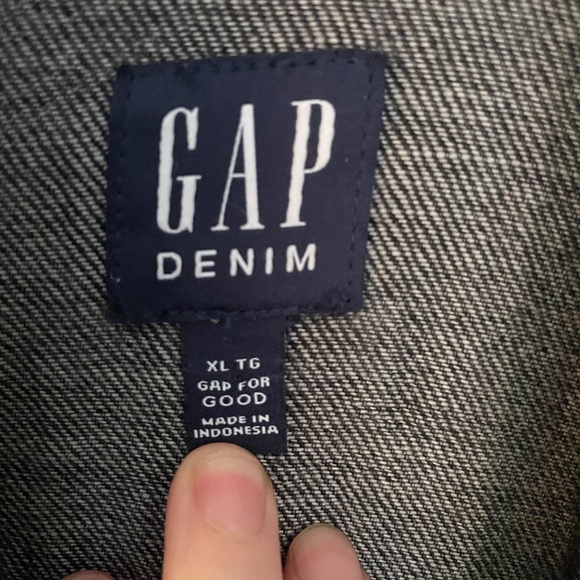 GAP
DENIM
XL TG
GAP FOR
GOOD
MADE IN
INDONESIA